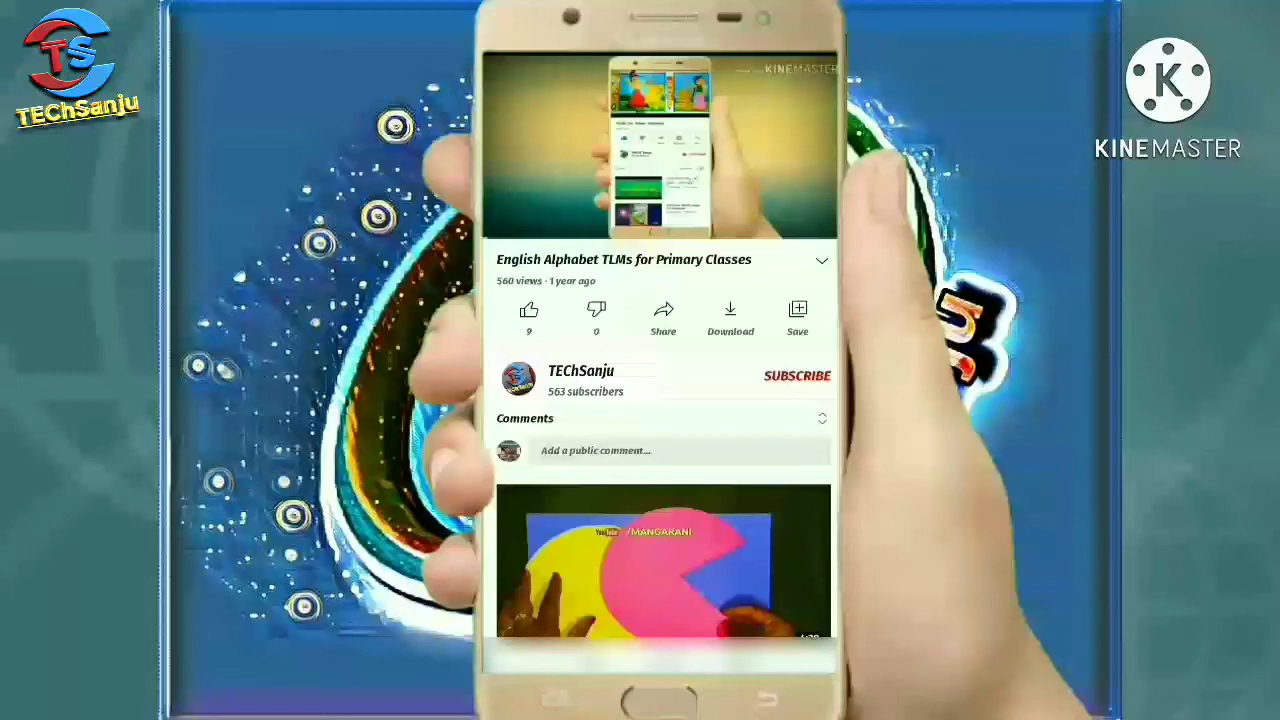 TS
TEChSanju
K
KINEMASTER
KINEMASTER
English Alphabet TLMs for Primary Classes
560 views · 1 year ago
9
0
Share
Download
Save
TEChSanju
563 subscribers
SUBSCRIBE
Comments
Add a public comment...
YouTube /MANGARANI